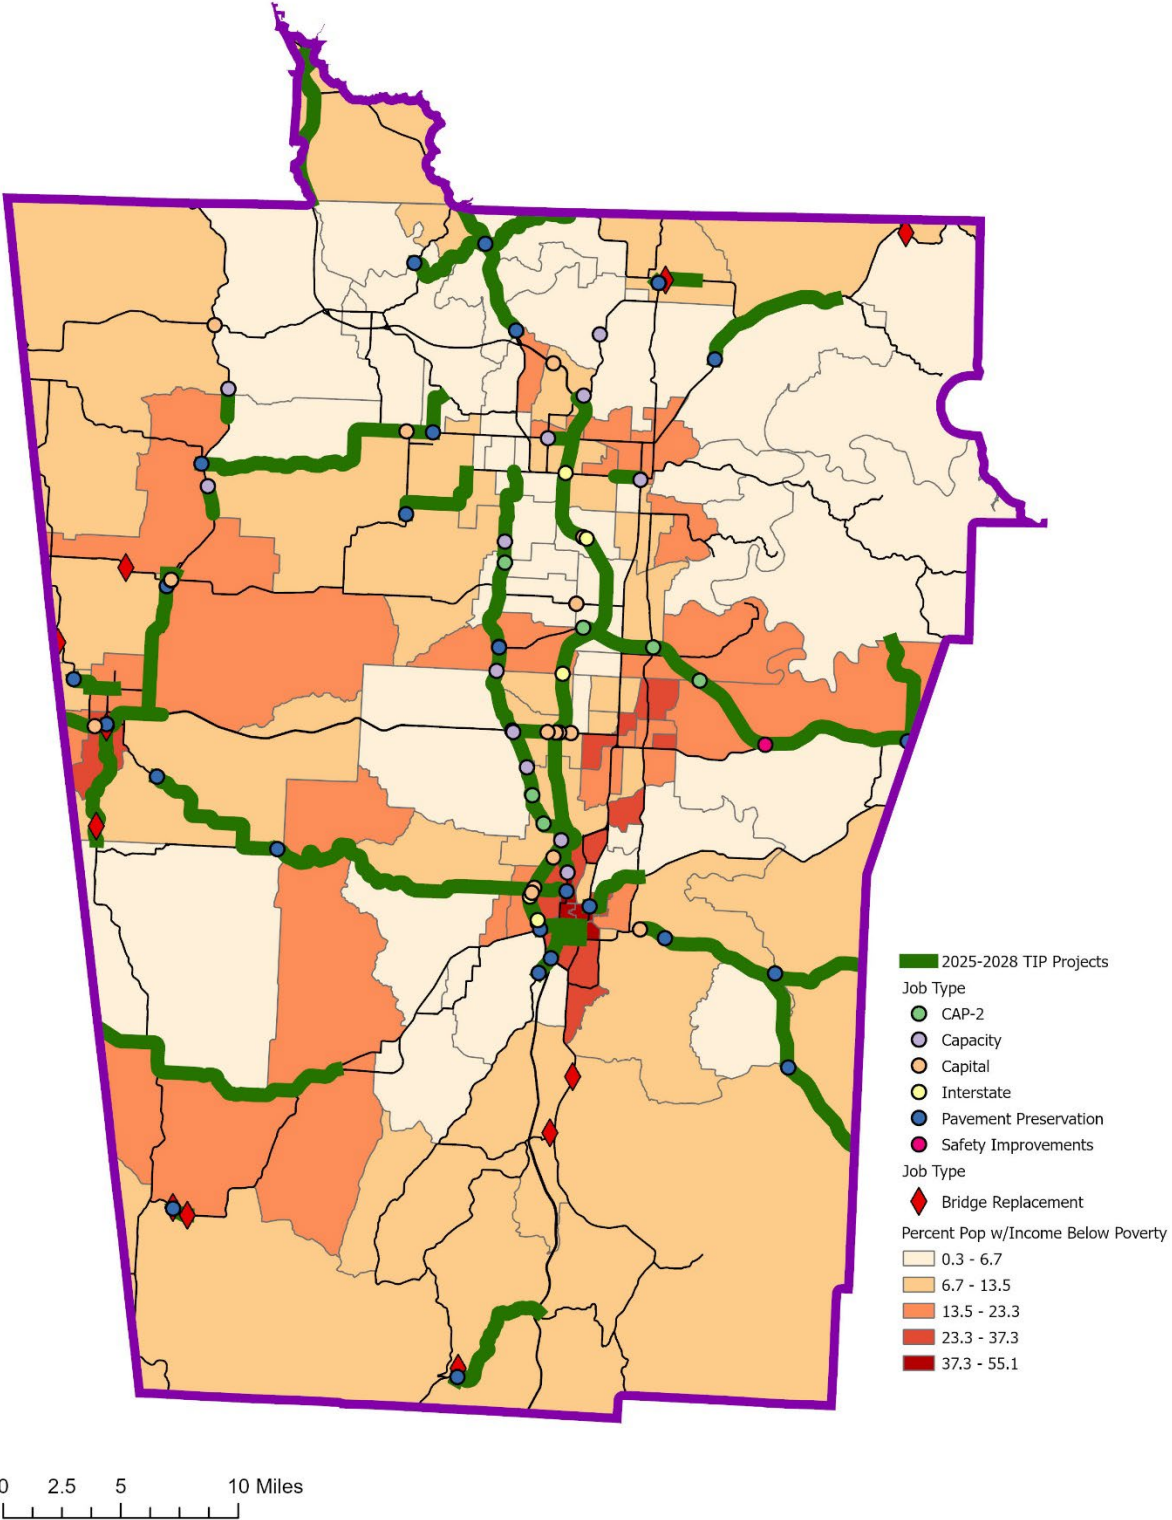 2025-2028 TIP Projects
Job Type
CAP-2
Capacity
Capital
Interstate
Pavement Preservation
Safety Improvements
Job Type
Bridge Replacement
Percent Pop w/Income Below Poverty
0.3 - 6.7
6.7 - 13.5
13.5 - 23.3
23.3 - 37.3
37.3 - 55.1
0 2.5 5 10 Miles